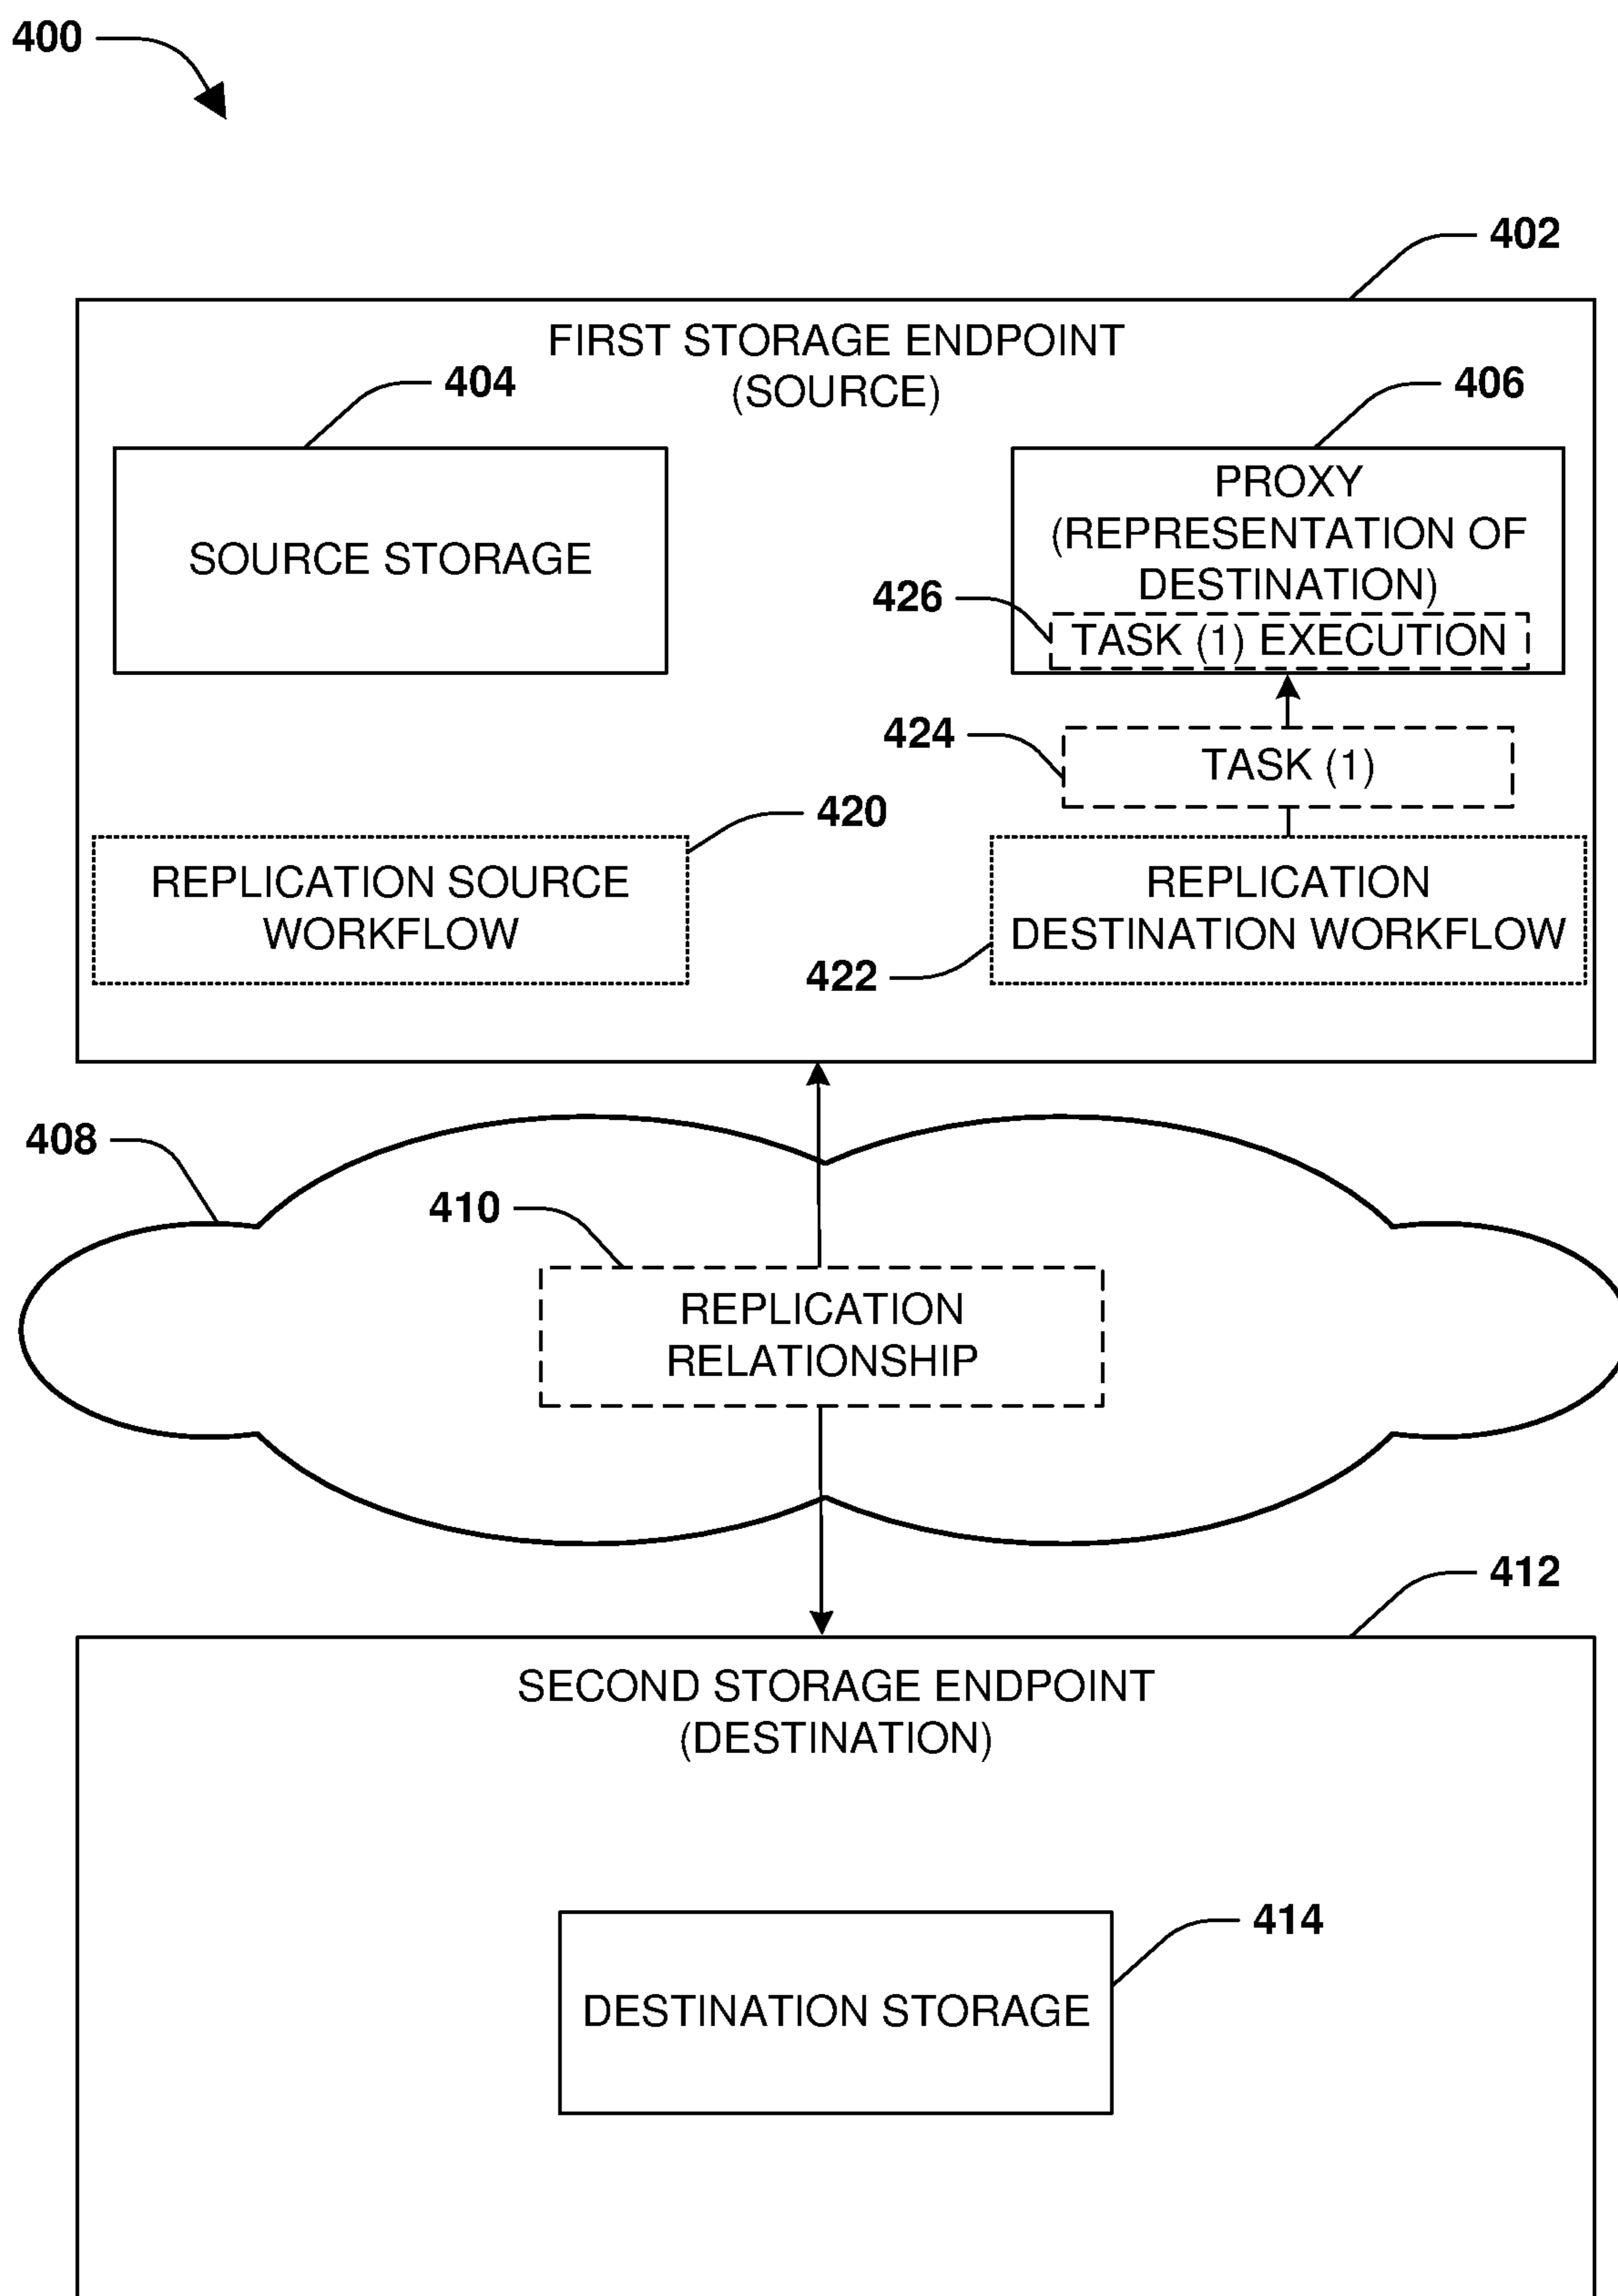 400
402
FIRST STORAGE ENDPOINT
(SOURCE)
404
406
SOURCE STORAGE
PROXY
(REPRESENTATION OF
DESTINATION)
426
TASK (1) EXECUTION
424
TASK (1)
420
REPLICATION SOURCE
WORKFLOW
REPLICATION
DESTINATION WORKFLOW
422
408
410
REPLICATION
RELATIONSHIP
412
SECOND STORAGE ENDPOINT
(DESTINATION)
414
DESTINATION STORAGE